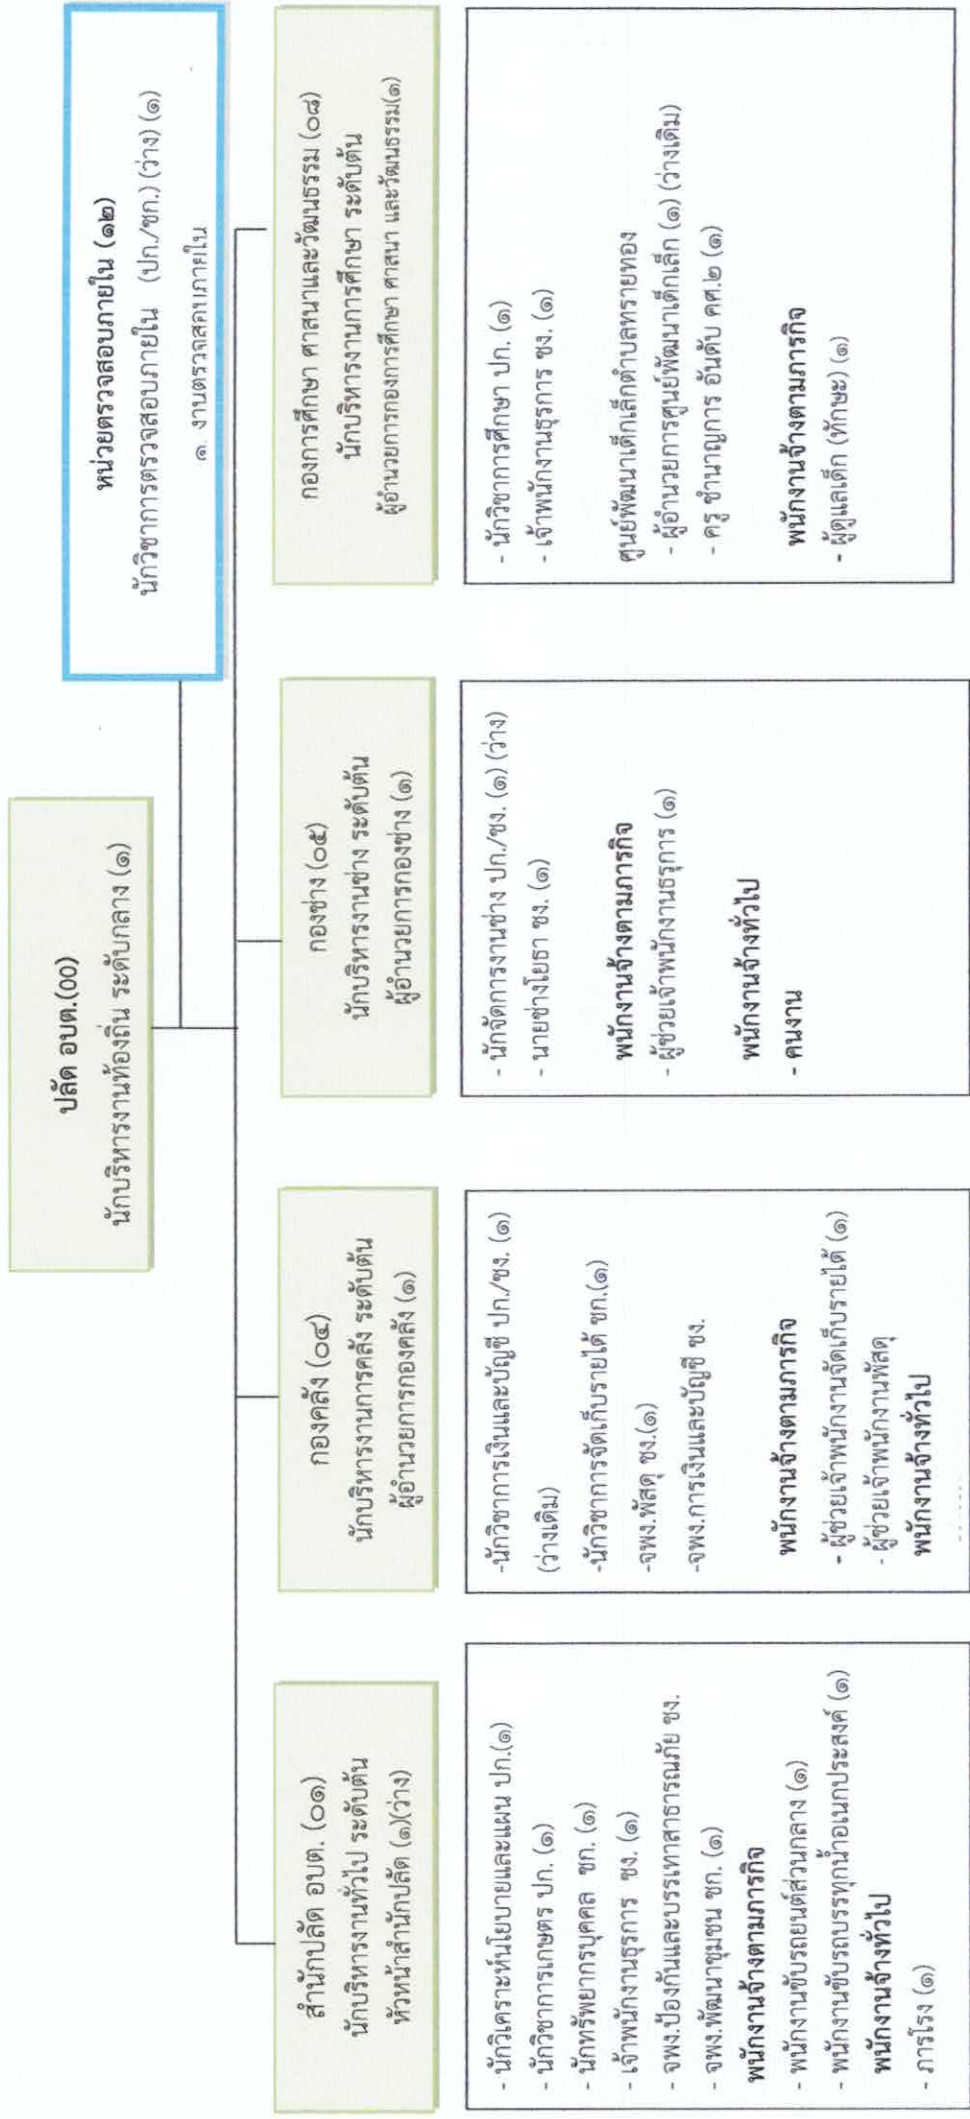 ปลัด อบต.(00)
นักบริหารงานท้องถิ่น ระดับกลาง (๑)
หน่วยตรวจสอบภายใน (๑๒)
นักวิชาการตรวจสอบภายใน (ปก./ชก.) (ว่าง) (๑)
๑. งานตรวจสอบภายใน
สำนักปลัด อบต. (๐๑)
นักบริหารงานทั่วไป ระดับต้น
หัวหน้าสำนักปลัด (๑)(ว่าง)
- นักวิเคราะห์นโยบายและแผน ปก.(๑)
- นักวิชาการเกษตร ปก. (๑)
- นักทรัพยากรบุคคล ชก. (๑)
- เจ้าพนักงานธุรการ ชง. (๑)
- จพง.ป้องกันและบรรเทาสาธารณภัย ชง.
- จพง.พัฒนาชุมชน ชก. (๑)
พนักงานจ้างตามภารกิจ
- พนักงานขับรถยนต์ส่วนกลาง (๑)
- พนักงานขับรถบรรทุกน้ำอเนกประสงค์ (๑)
พนักงานจ้างทั่วไป
- ภารโรง (๑)
กองคลัง (๐๔)
นักบริหารงานการคลัง ระดับต้น
ผู้อำนวยการกองคลัง (๑)
-นักวิชาการเงินและบัญชี ปก./ชง. (๑)
(ว่างเดิม)
-นักวิชาการจัดเก็บรายได้ ชก.(๑)
-จพง.พัสดุ ชง.(๑)
-จพง.การเงินและบัญชี ชง.
พนักงานจ้างตามภารกิจ
- ผู้ช่วยเจ้าพนักงานจัดเก็บรายได้ (๑)
- ผู้ช่วยเจ้าพนักงานพัสดุ
พนักงานจ้างทั่วไป
กองช่าง (๐๕)
นักบริหารงานช่าง ระดับต้น
ผู้อำนวยการกองช่าง (๑)
- นักจัดการงานช่าง ปก./ชง. (๑) (ว่าง)
- นายช่างโยธา ชง. (๑)
พนักงานจ้างตามภารกิจ
- ผู้ช่วยเจ้าพนักงานธุรการ (๑)
พนักงานจ้างทั่วไป
- คนงาน
กองการศึกษา ศาสนาและวัฒนธรรม (๐๘)
นักบริหารงานการศึกษา ระดับต้น
ผู้อำนวยการกองการศึกษา ศาสนา และวัฒนธรรม(๑)
- นักวิชาการศึกษา ปก. (๑)
- เจ้าพนักงานธุรการ ชง. (๑)
ศูนย์พัฒนาเด็กเล็กตำบลทรายทอง
- ผู้อำนวยการศูนย์พัฒนาเด็กเล็ก (๑) (ว่างเดิม)
- ครู ชำนาญการ อันดับ คศ.๒ (๑)
พนักงานจ้างตามภารกิจ
- ผู้ดูแลเด็ก (ทักษะ) (๑)